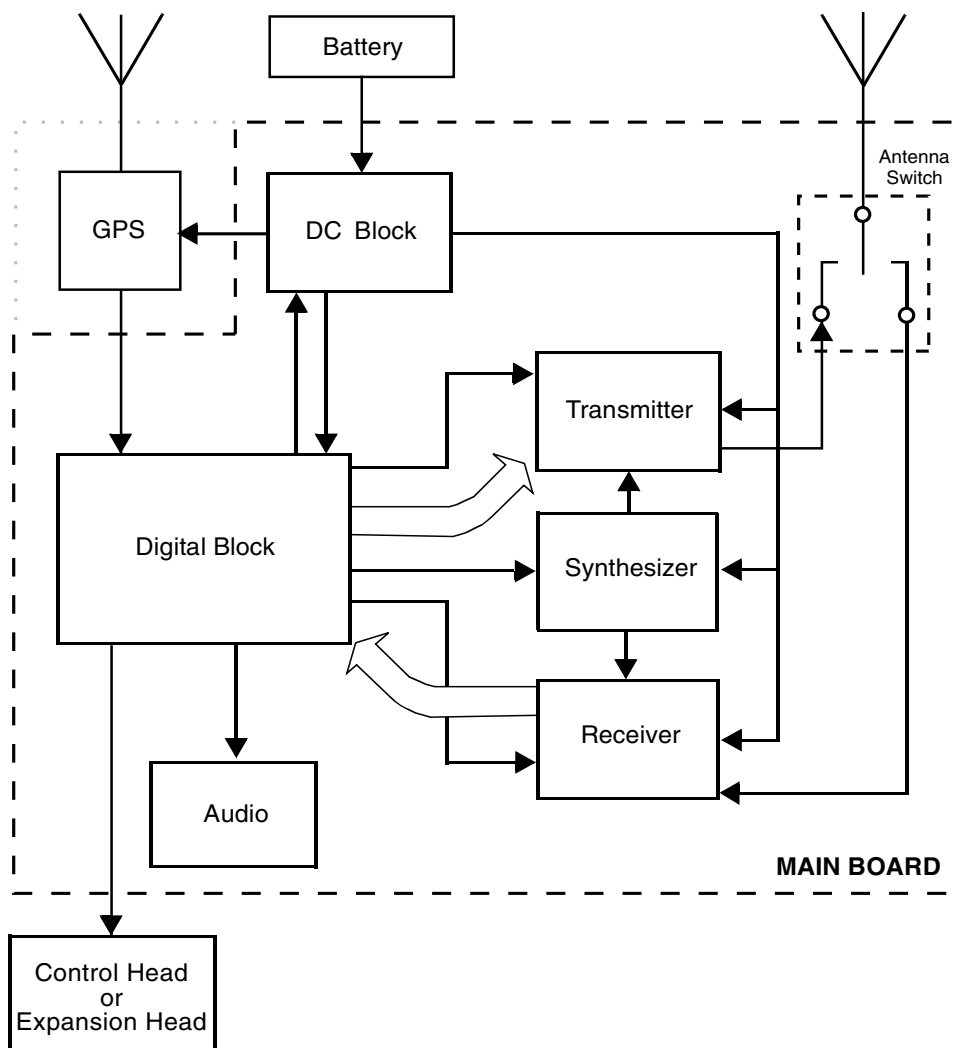 Battery
Antenna
Switch
GPS
DC Block
Transmitter
Digital Block
Synthesizer
Receiver
Audio
MAIN BOARD
Control Head
or
Expansion Head